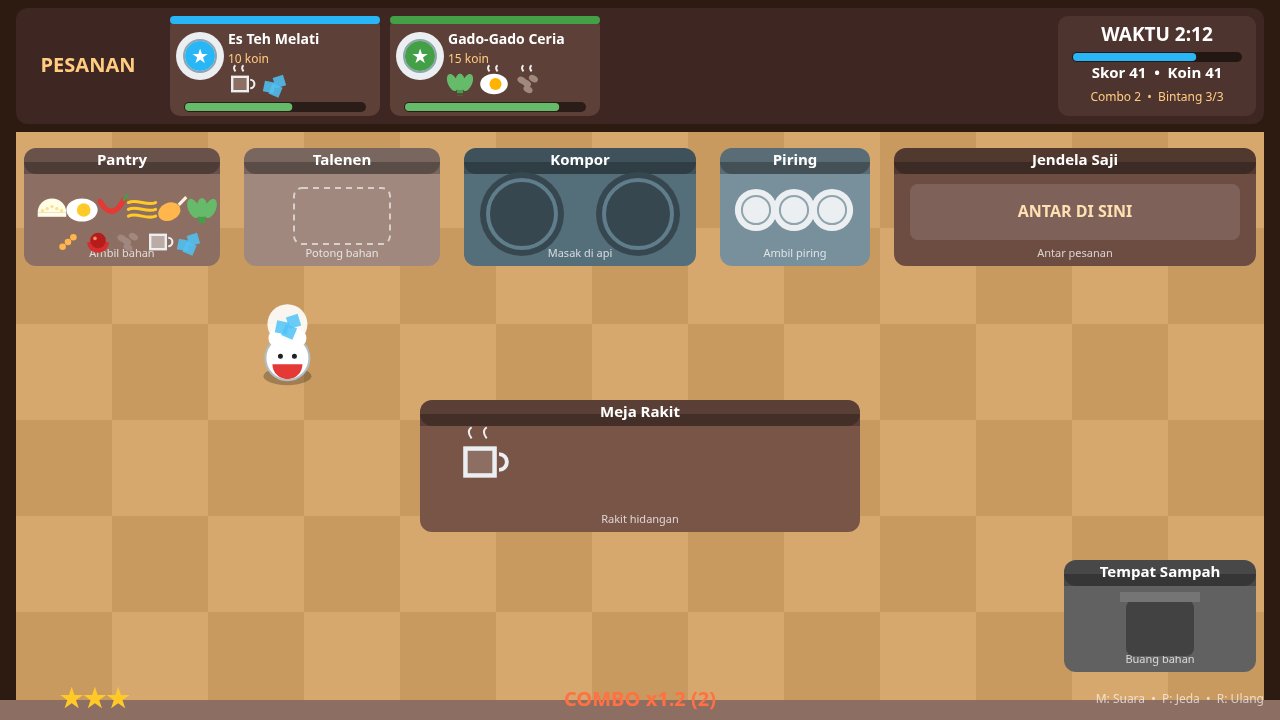 PESANAN
Es Teh Melati
10 koin
Gado-Gado Ceria
15 koin
WAKTU 2:12
Skor 41 • Koin 41
Combo 2 • Bintang 3/3
Pantry
Ambil bahan
Talenen
Potong bahan
Kompor
Masak di api
Piring
Ambil piring
Jendela Saji
ANTAR DI SINI
Antar pesanan
Meja Rakit
Rakit hidangan
Tempat Sampah
Buang bahan
COMBO x1.2 (2)
M: Suara • P: Jeda • R: Ulang